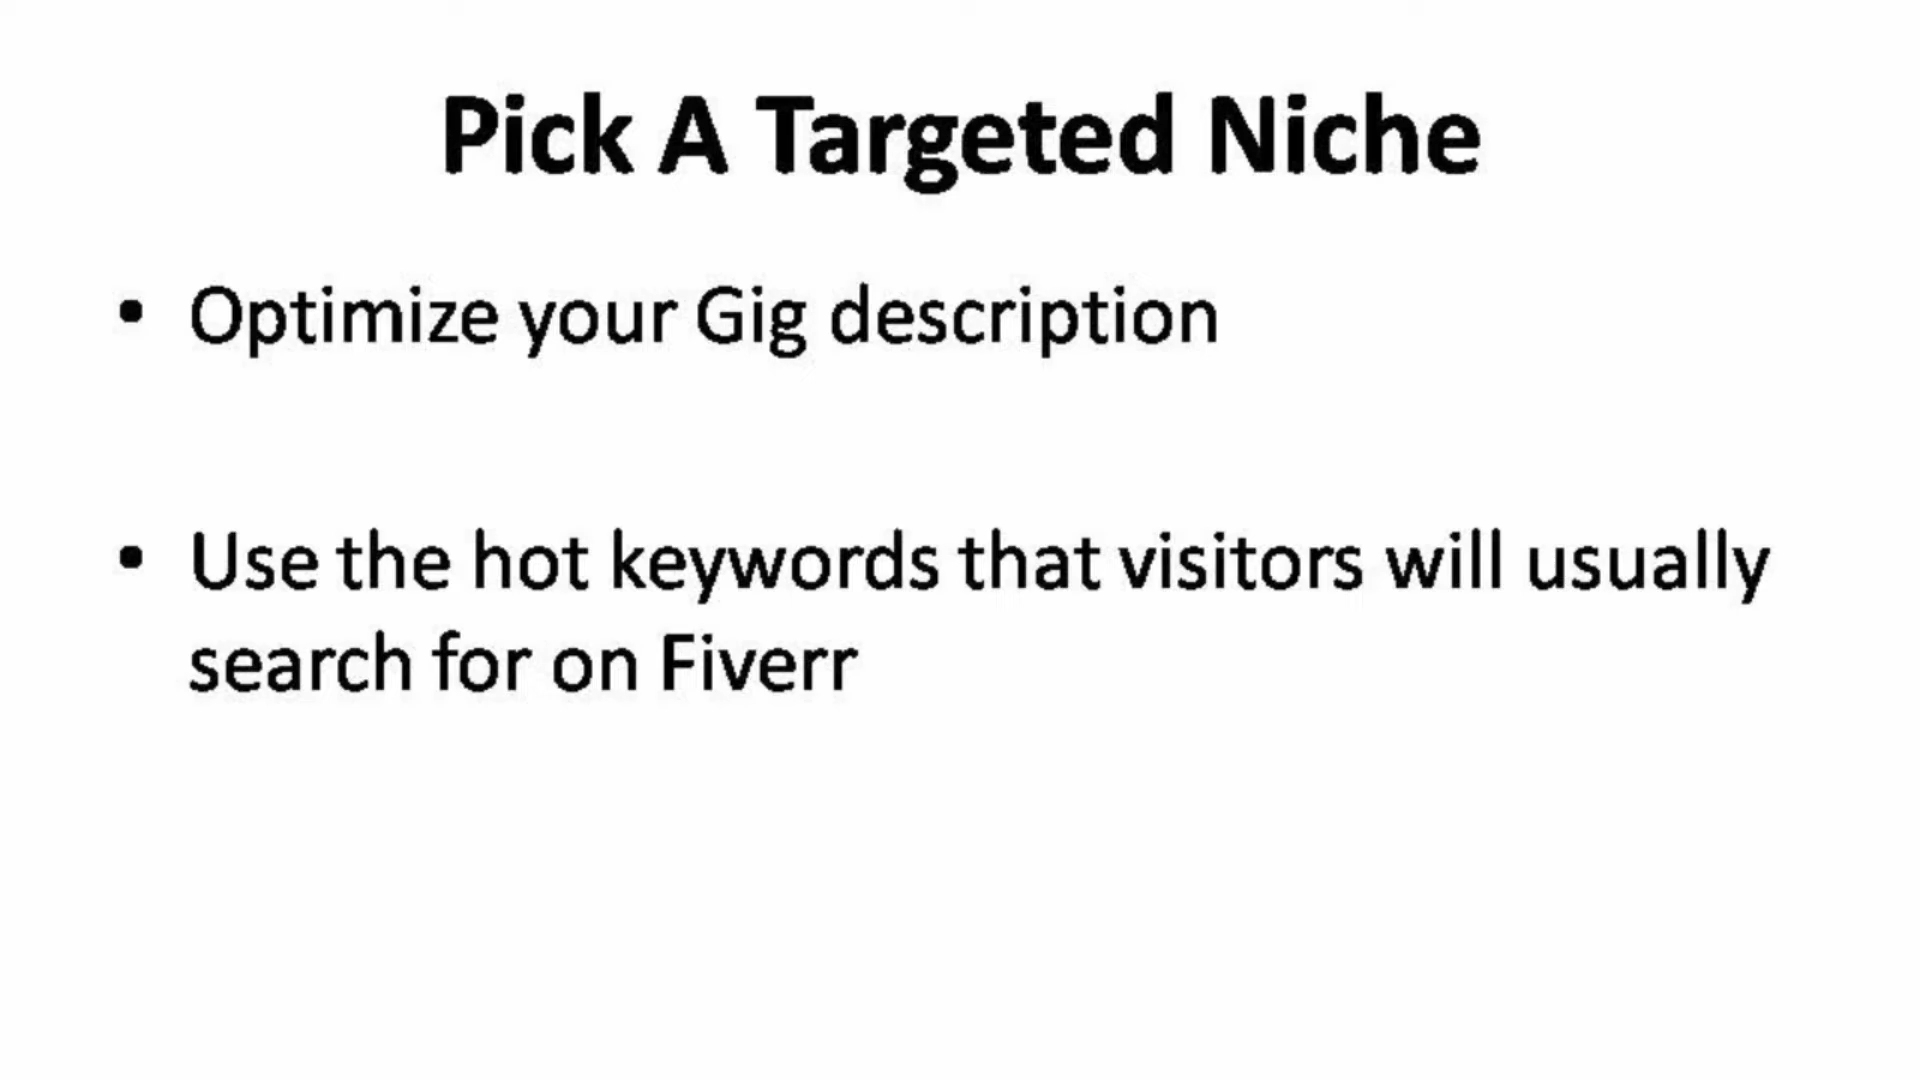 Pick A Targeted Niche
• Optimize your Gig description
• Use the hot keywords that visitors will usually
search for on Fiverr